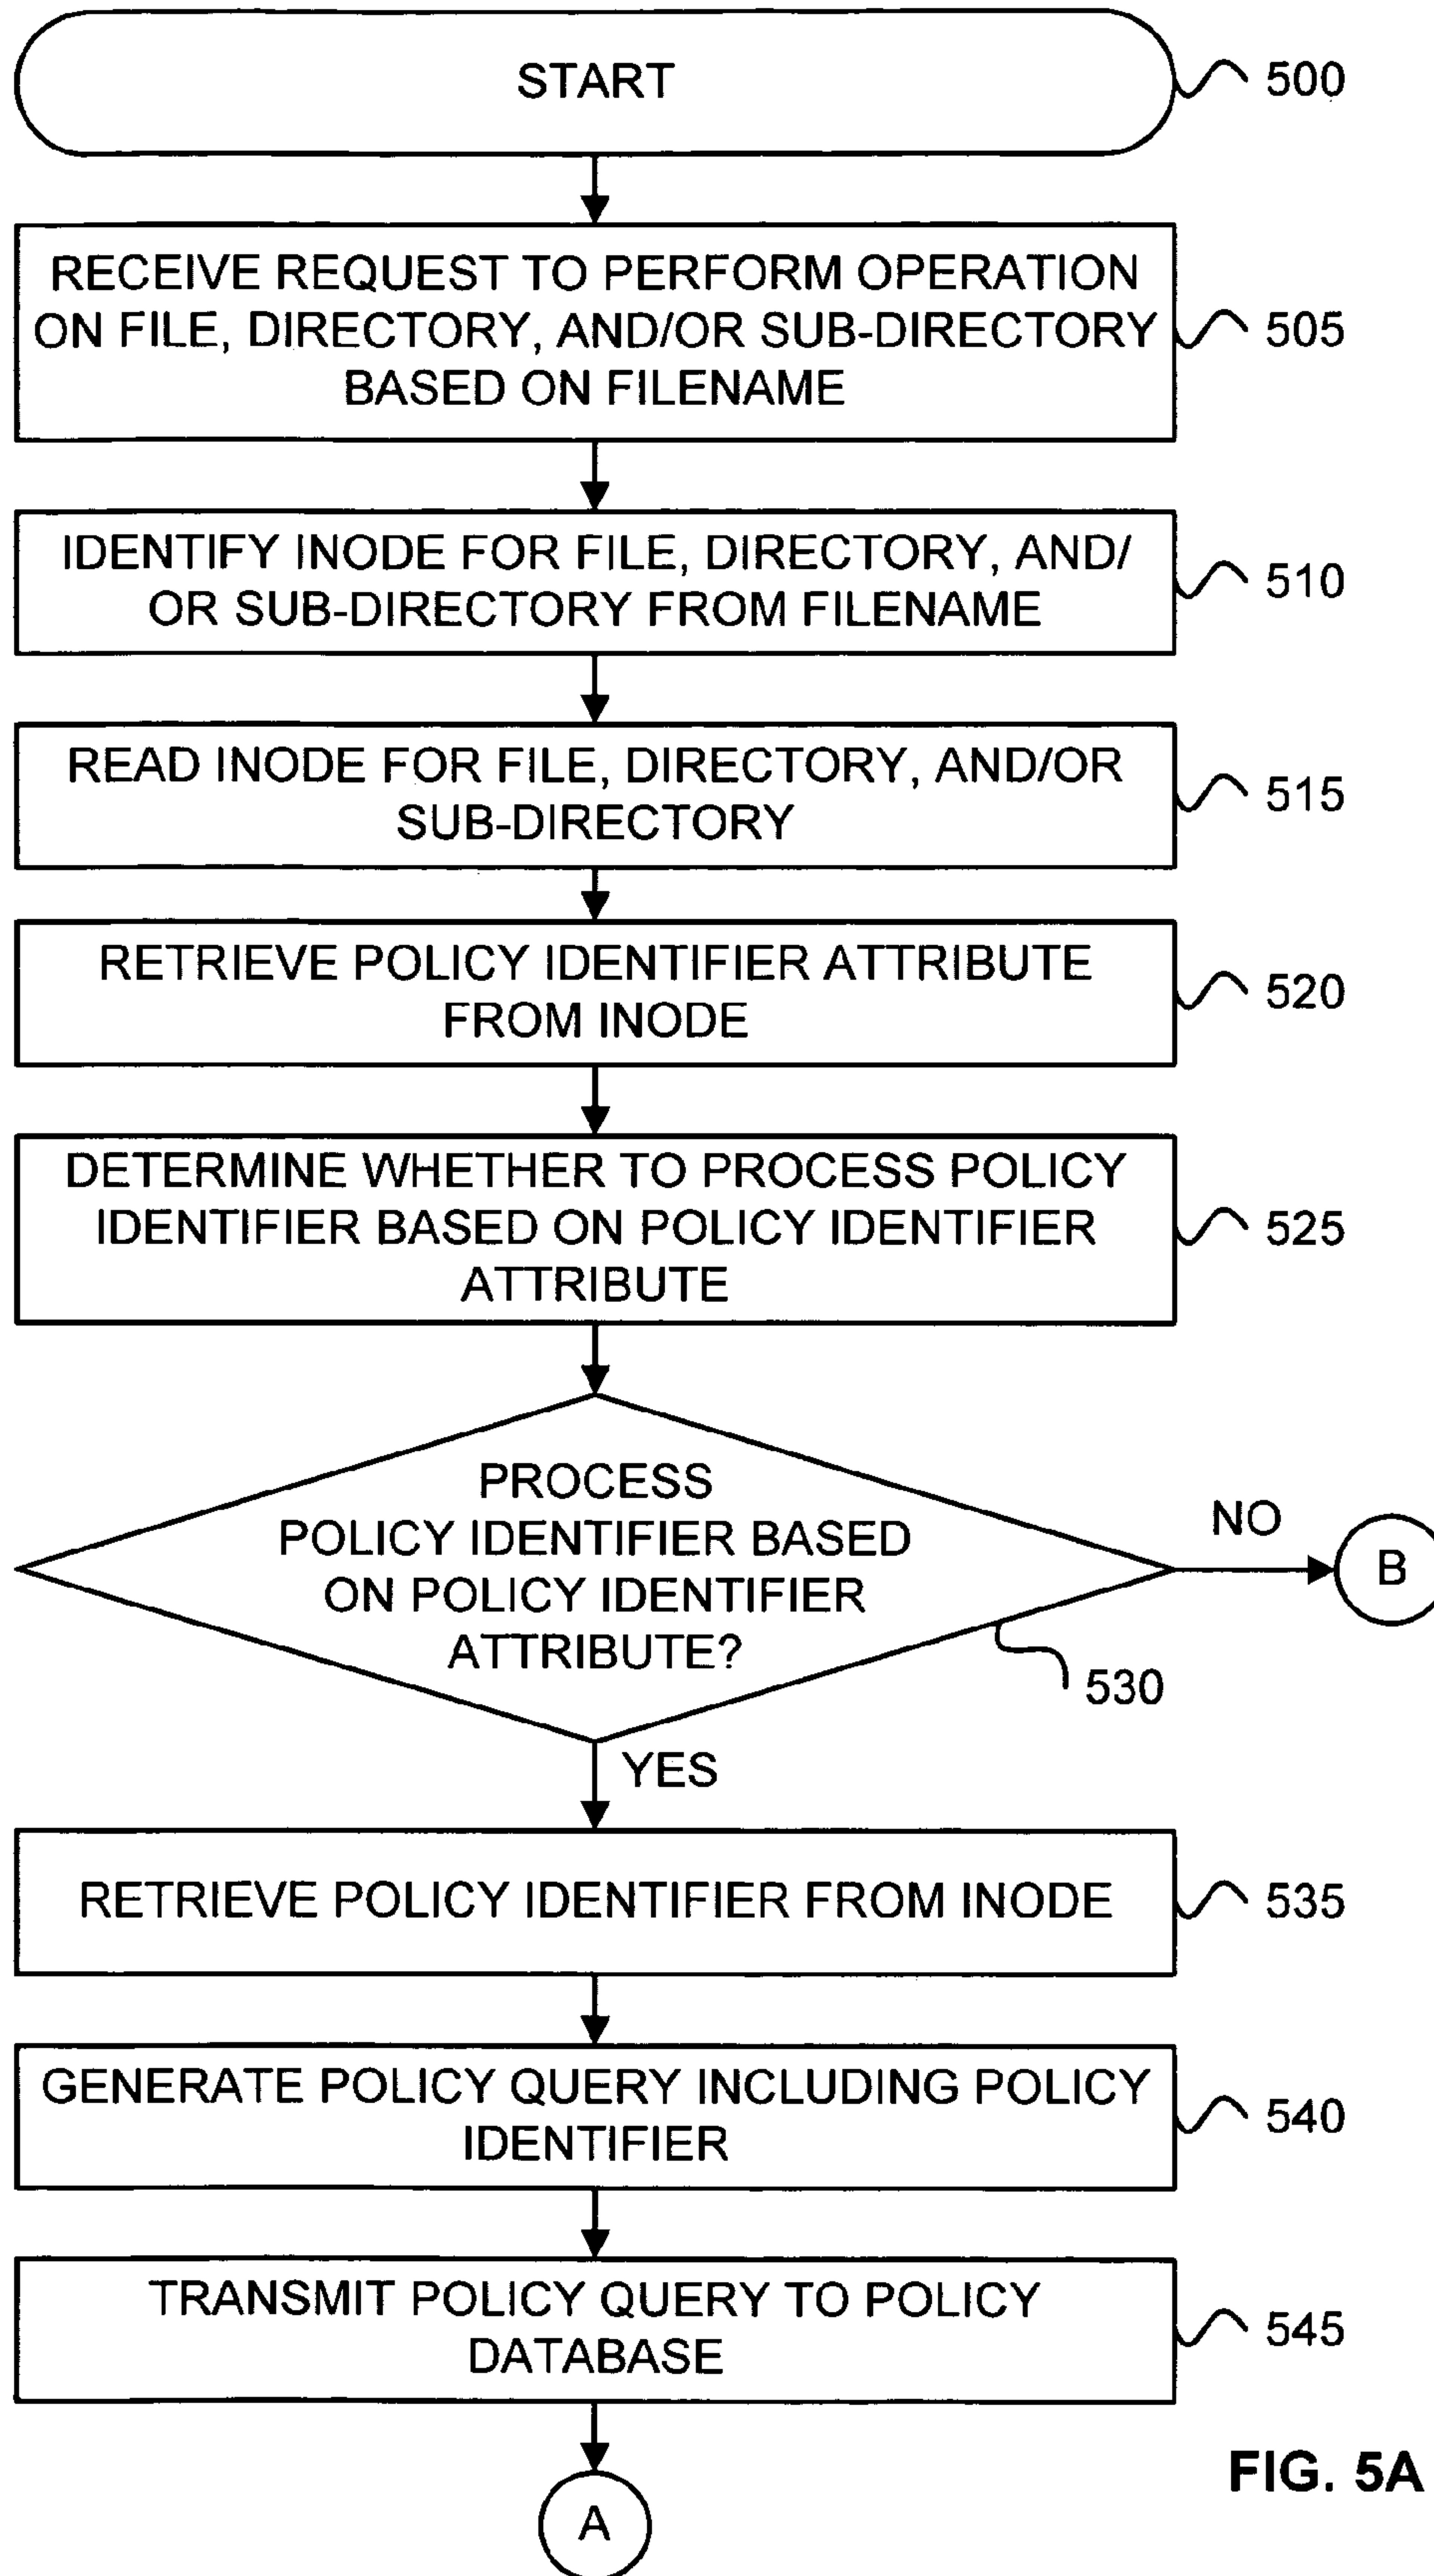 START
500
RECEIVE REQUEST TO PERFORM OPERATION
ON FILE, DIRECTORY, AND/OR SUB-DIRECTORY
BASED ON FILENAME
505
IDENTIFY INODE FOR FILE, DIRECTORY, AND/
OR SUB-DIRECTORY FROM FILENAME
510
READ INODE FOR FILE, DIRECTORY, AND/OR
SUB-DIRECTORY
515
RETRIEVE POLICY IDENTIFIER ATTRIBUTE
FROM INODE
520
DETERMINE WHETHER TO PROCESS POLICY
IDENTIFIER BASED ON POLICY IDENTIFIER
ATTRIBUTE
525
PROCESS
POLICY IDENTIFIER BASED
ON POLICY IDENTIFIER
ATTRIBUTE?
NO
B
530
YES
RETRIEVE POLICY IDENTIFIER FROM INODE
535
GENERATE POLICY QUERY INCLUDING POLICY
IDENTIFIER
540
TRANSMIT POLICY QUERY TO POLICY
DATABASE
545
A
FIG. 5A